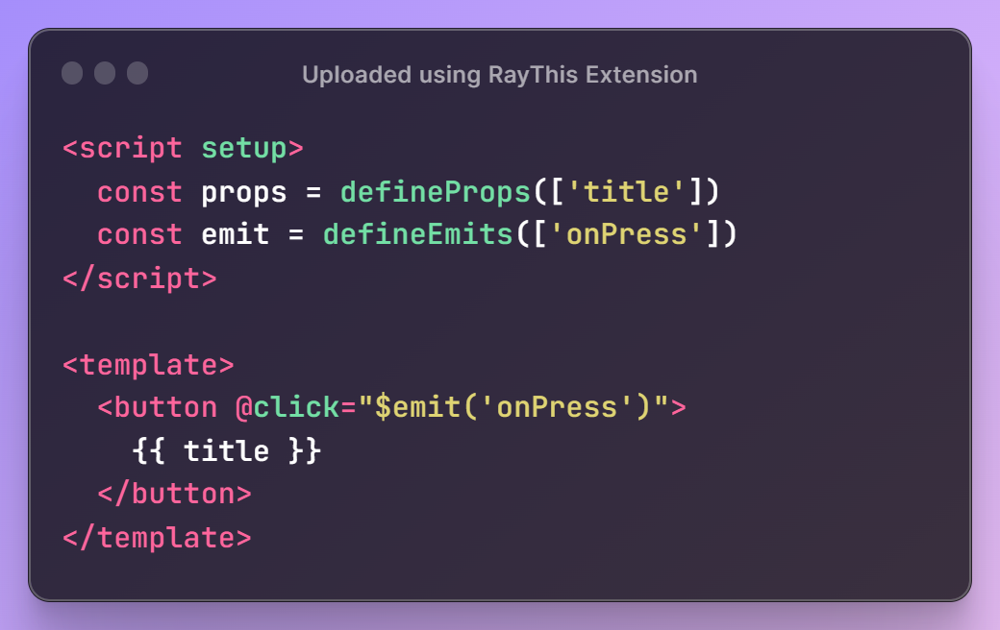 Uploaded using RayThis Extension
<script setup>
  const props = defineProps(['title'])
  const emit = defineEmits(['onPress'])
</script>

<template>
  <button @click="$emit('onPress')">
    {{ title }}
  </button>
</template>